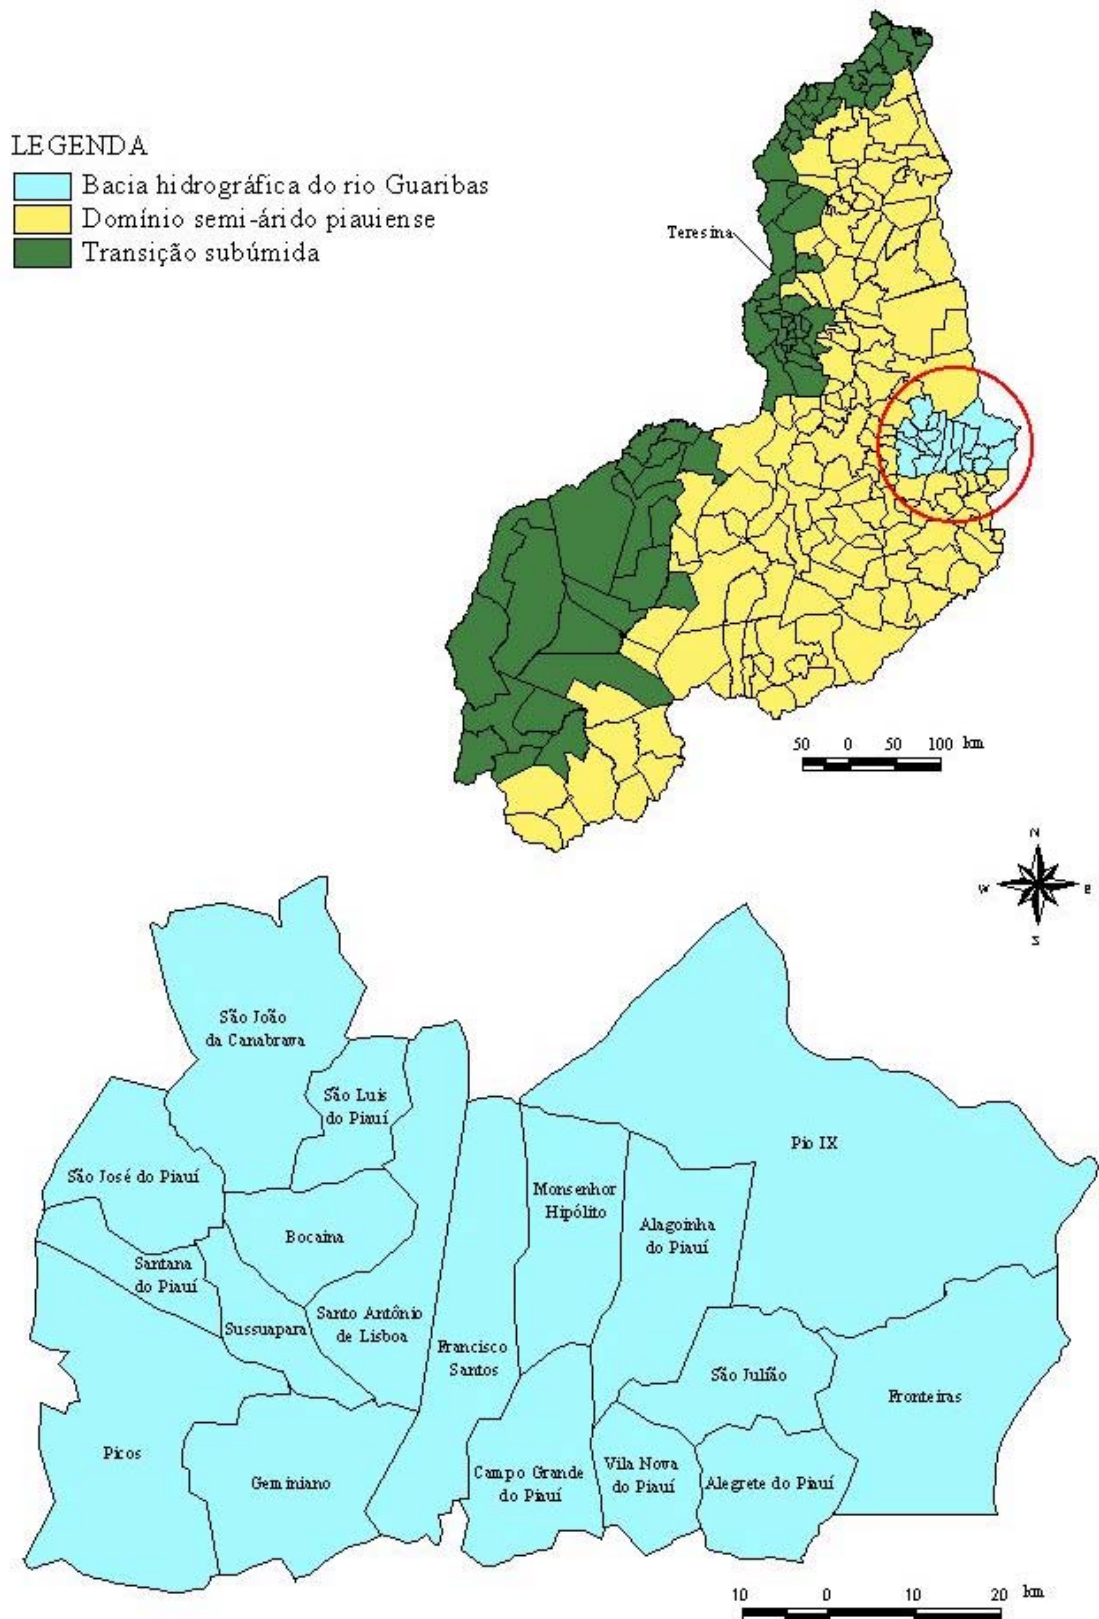 LEGENDA
Bacia hidrográfica do rio Guaribas
Domínio semi-árido piauiense
Transição subúmida
Teresina
50 0 50 100 km
N
W E
S
São João
da Canabrava
São Luis
do Piauí
São José do Piauí
Pio IX
Monsenhor
Hipólito
Alagoinha
do Piauí
Bocaina
Santana
do Piauí
Sussuapara
Santo Antônio
de Lisboa
Francisco
Santos
São Julião
Fronteiras
Picos
Geminiano
Campo Grande
do Piauí
Vila Nova
do Piauí
Alegrete do Piauí
10 0 10 20 km